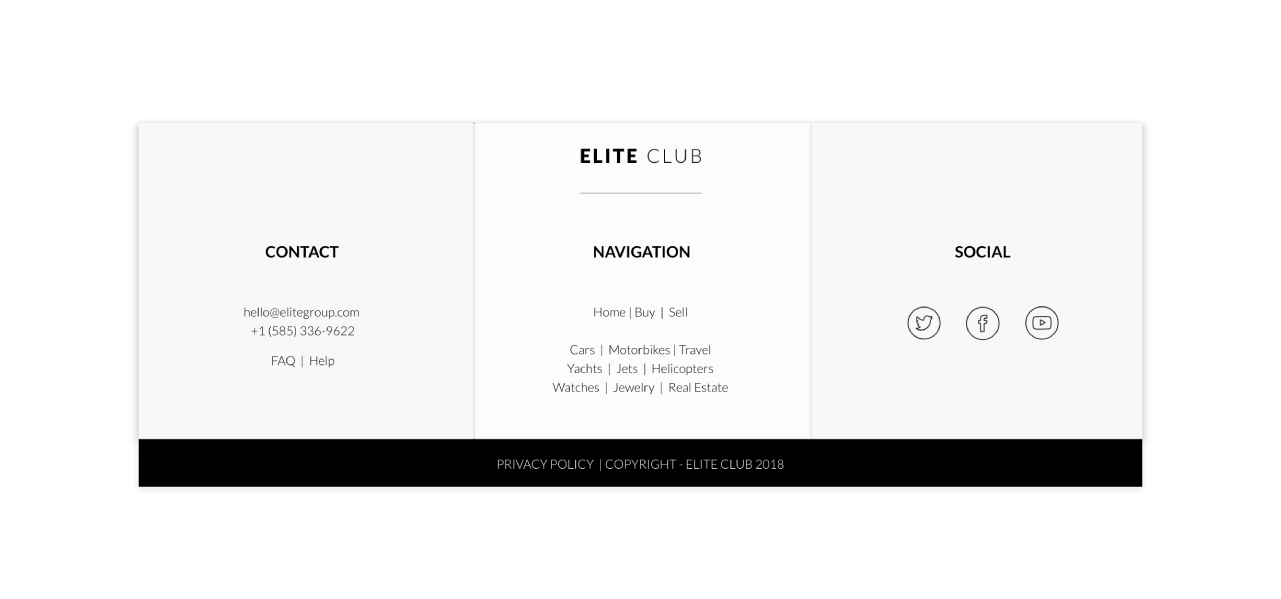 ELITE CLUB
CONTACT
hello@elitegroup.com
+1 (585) 336-9622
FAQ | Help
NAVIGATION
Home | Buy | Sell
Cars | Motorbikes | Travel
Yachts | Jets | Helicopters
Watches | Jewelry | Real Estate
SOCIAL
PRIVACY POLICY | COPYRIGHT - ELITE CLUB 2018